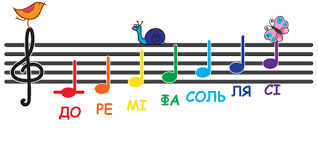 ДО РЕ МІ ФА СОЛЬ ЛЯ СІ